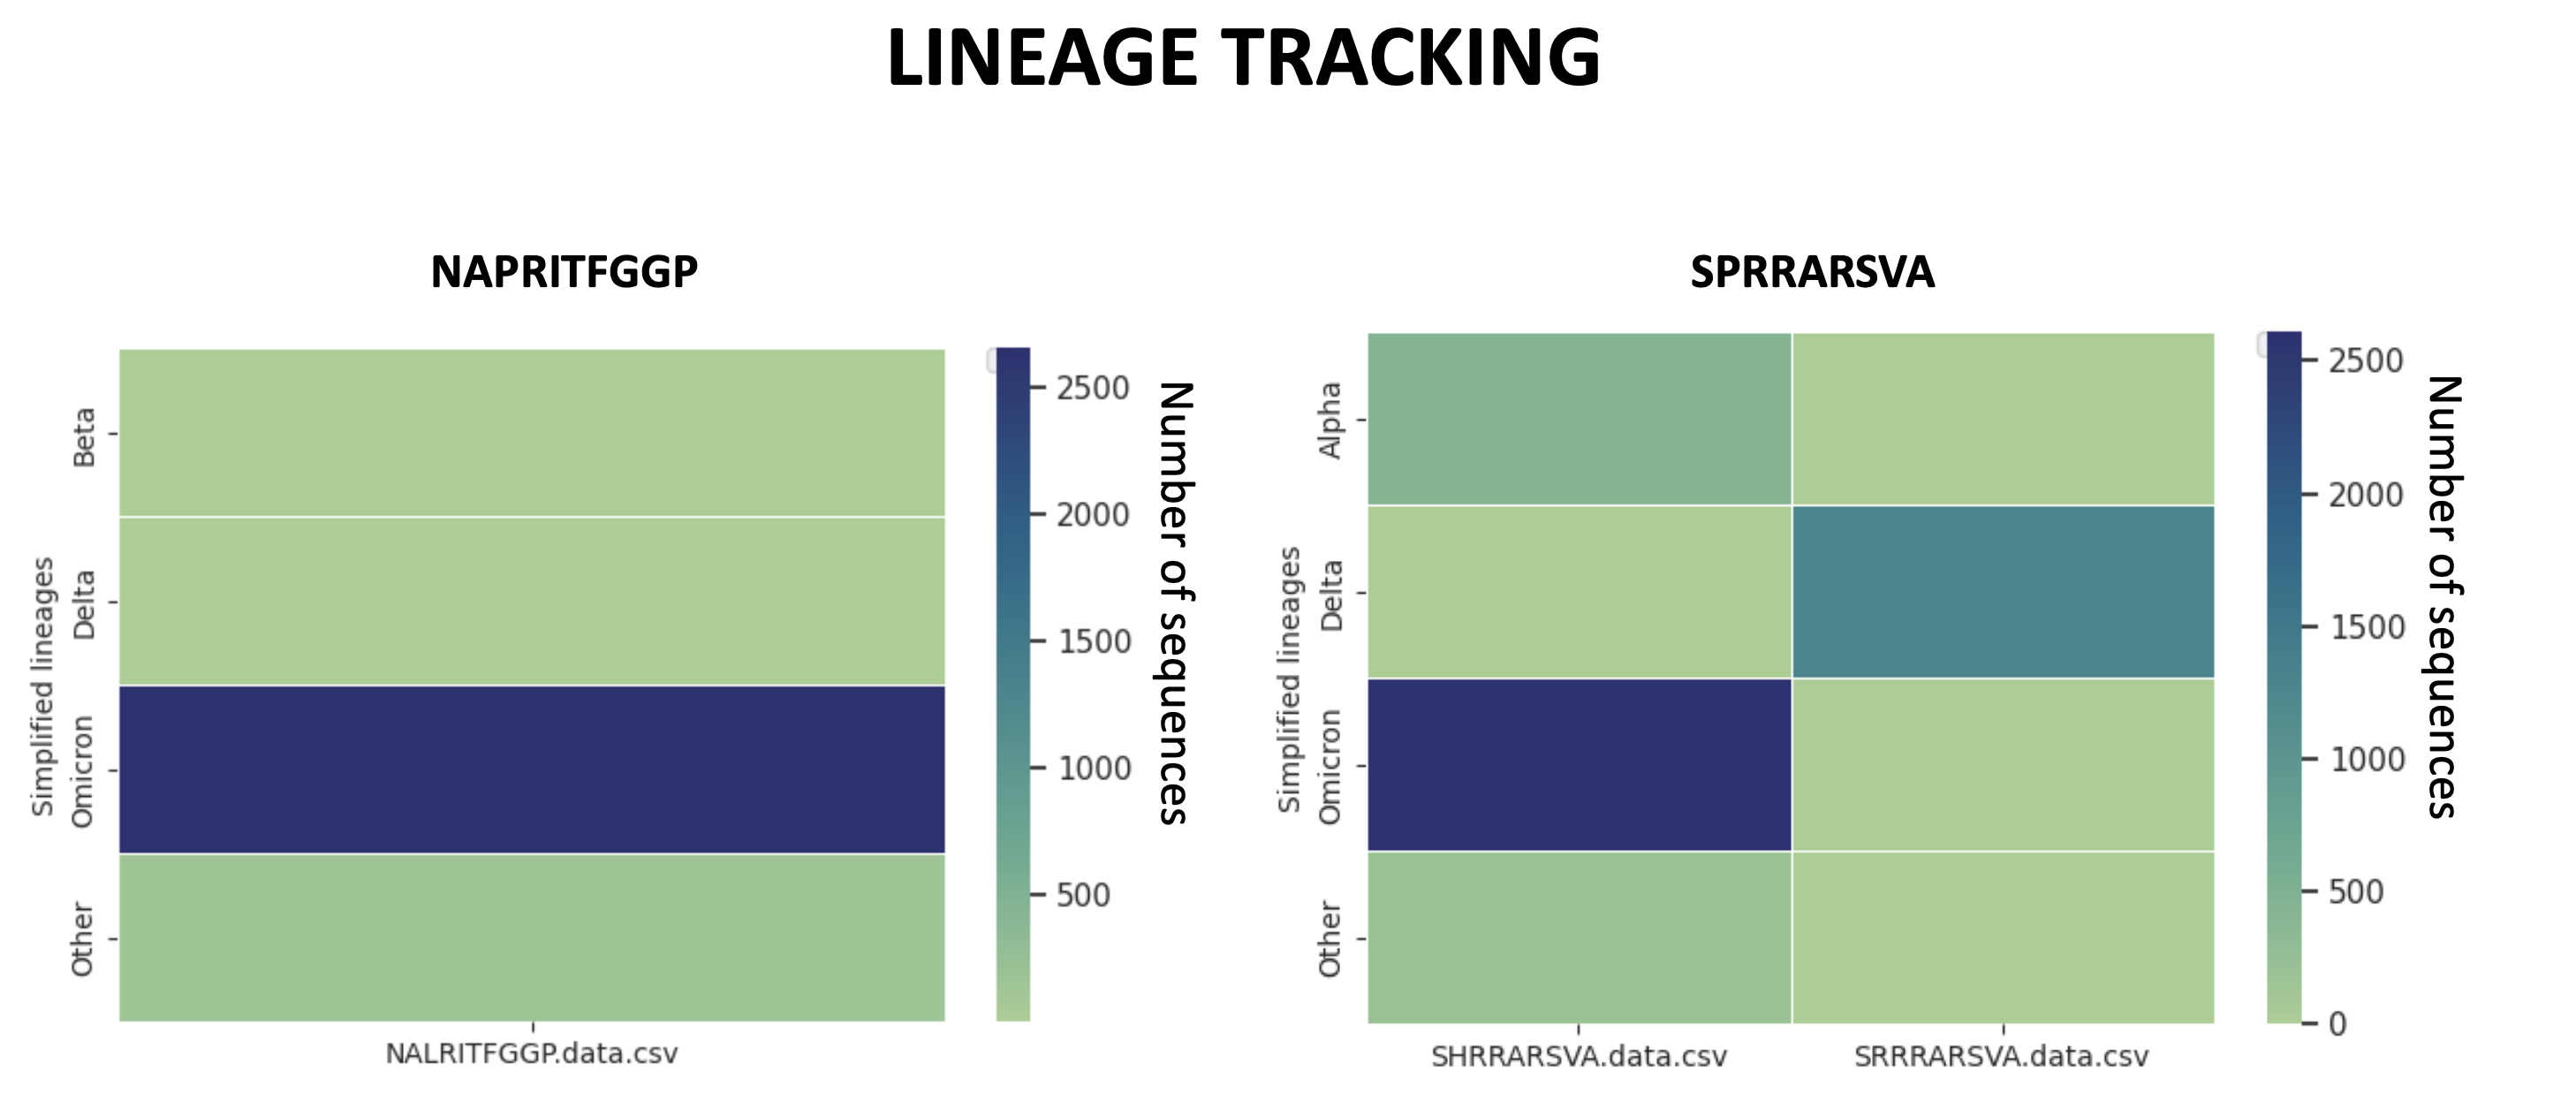 LINEAGE TRACKING
NAPRITFGGP
Simplified lineages
Beta
Delta
Omicron
Other
NALRITFGGP.data.csv
2500
2000
1500
1000
500
Number of sequences
SPRRARSVA
Simplified lineages
Alpha
Delta
Omicron
Other
SHRRARSVA.data.csv
SRRRARSVA.data.csv
2500
2000
1500
1000
500
0
Number of sequences